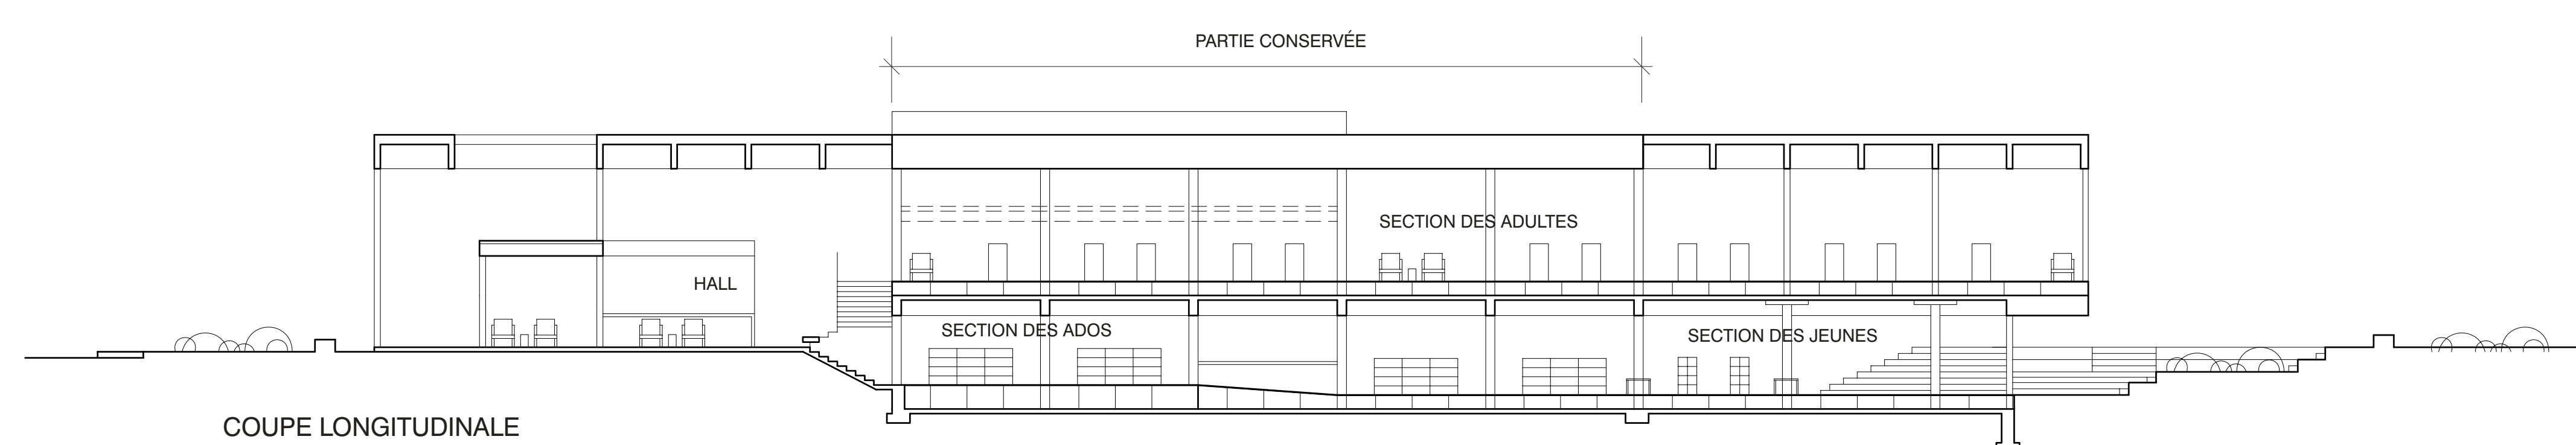 PARTIE CONSERVÉE
SECTION DES ADULTES
HALL
SECTION DES ADOS
SECTION DES JEUNES
COUPE LONGITUDINALE